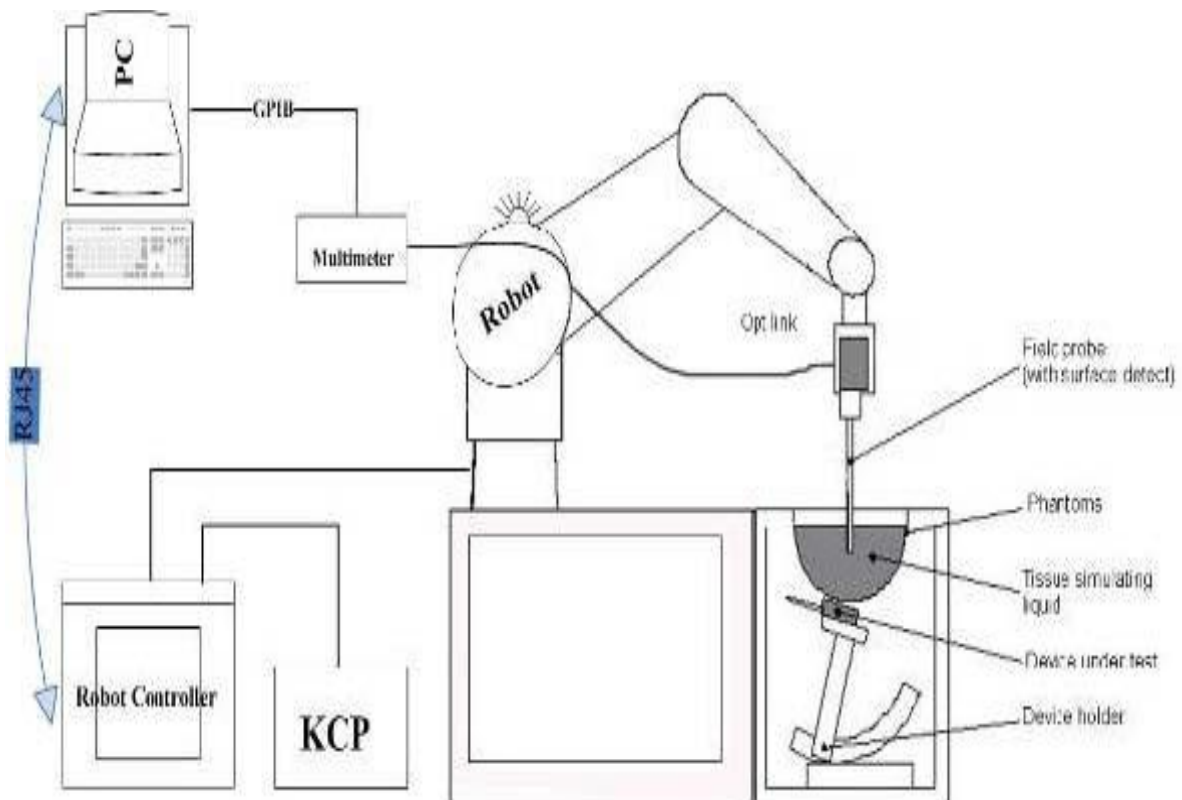 PC
GPIB
Multimeter
Robot
Opt link
Field probe
(with surface detect)
RJ45
Phantoms
Tissue simulating
liquid
Device under test
Robot Controller
KCP
Device holder